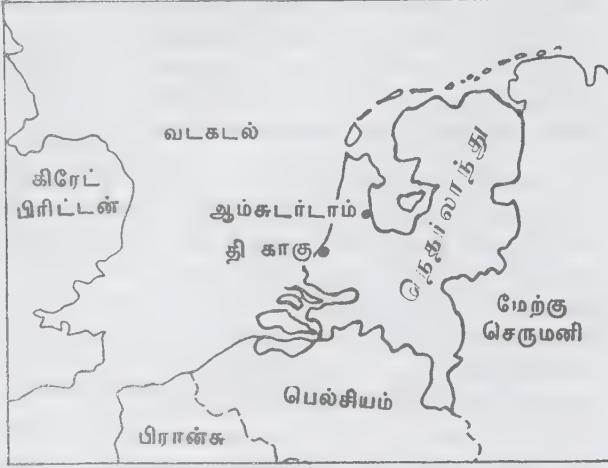 வடகடல்
கிரேட்
பிரிட்டன்
ஆம்சுடர்டாம்
தி காகு
நெதர்லாந்து
மேற்கு
செருமனி
பெல்சியம்
பிரான்சு